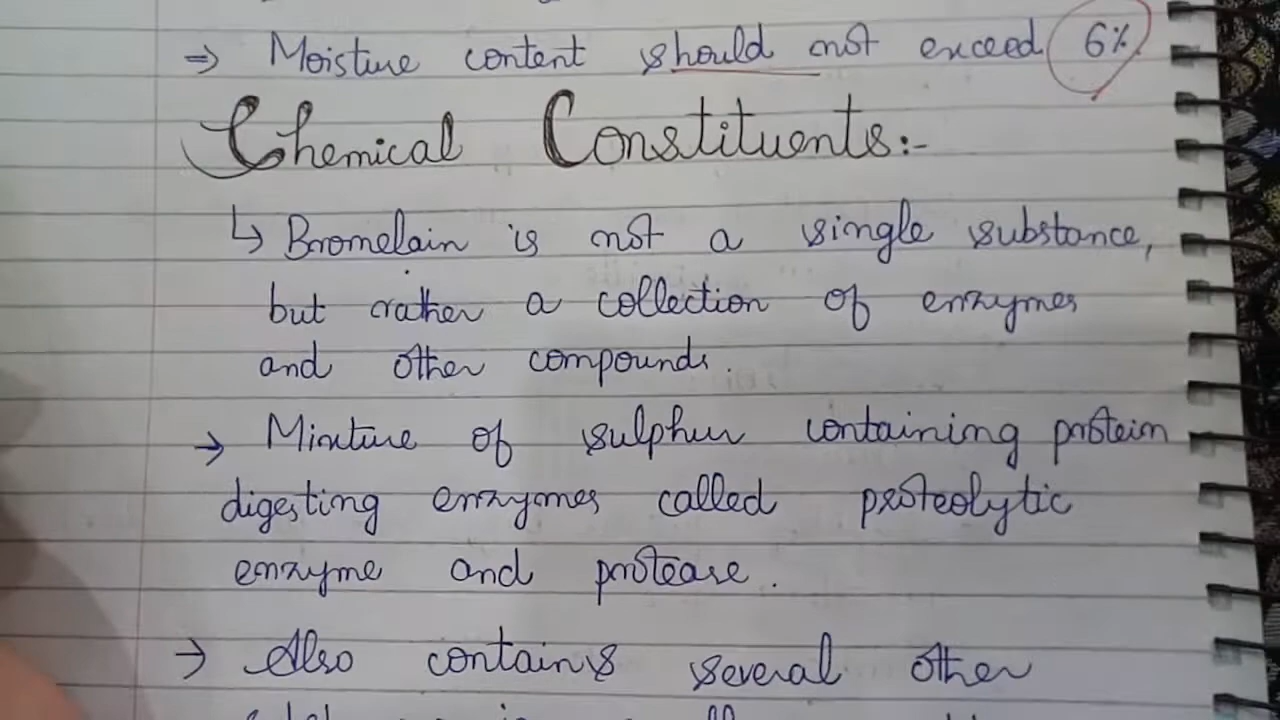 ⇒ Moisture content should not exceed 6%
Chemical Constituents:-
↳ Bromelain is not a single substance,
but rather a collection of enzymes
and other compounds.
→ Mixture of sulphur containing protein
digesting enzymes called proteolytic
enzyme and protease.
→ Also contains several other